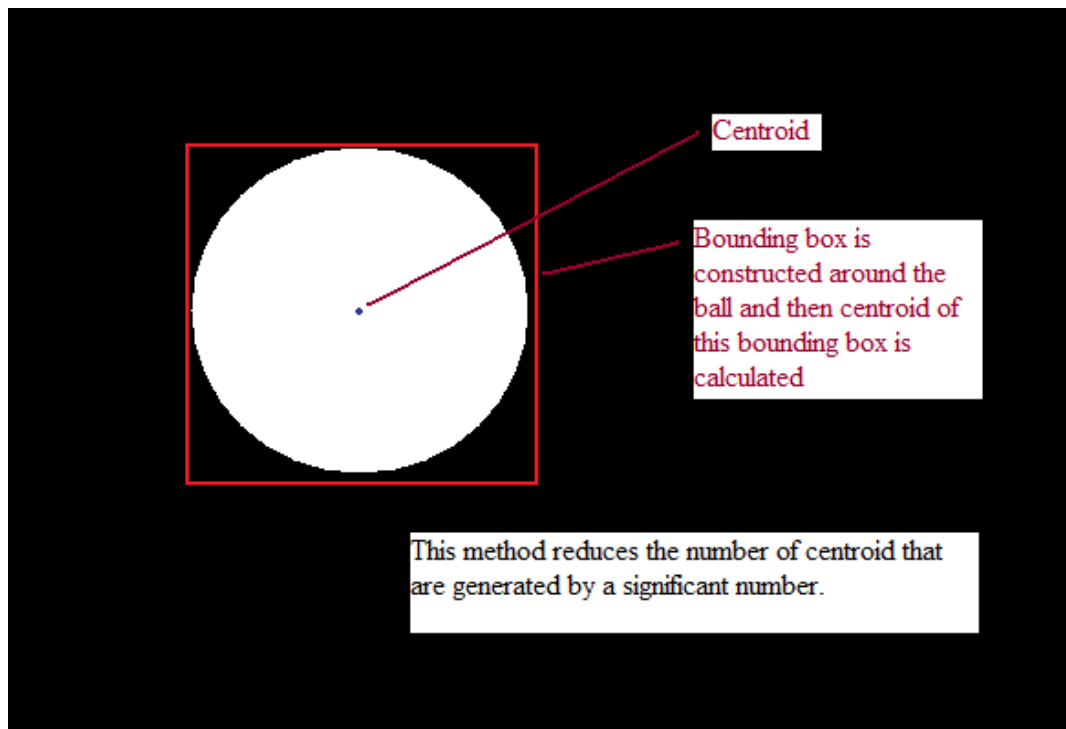 Centroid
Bounding box is
constructed around the
ball and then centroid of
this bounding box is
calculated
This method reduces the number of centroid that
are generated by a significant number.